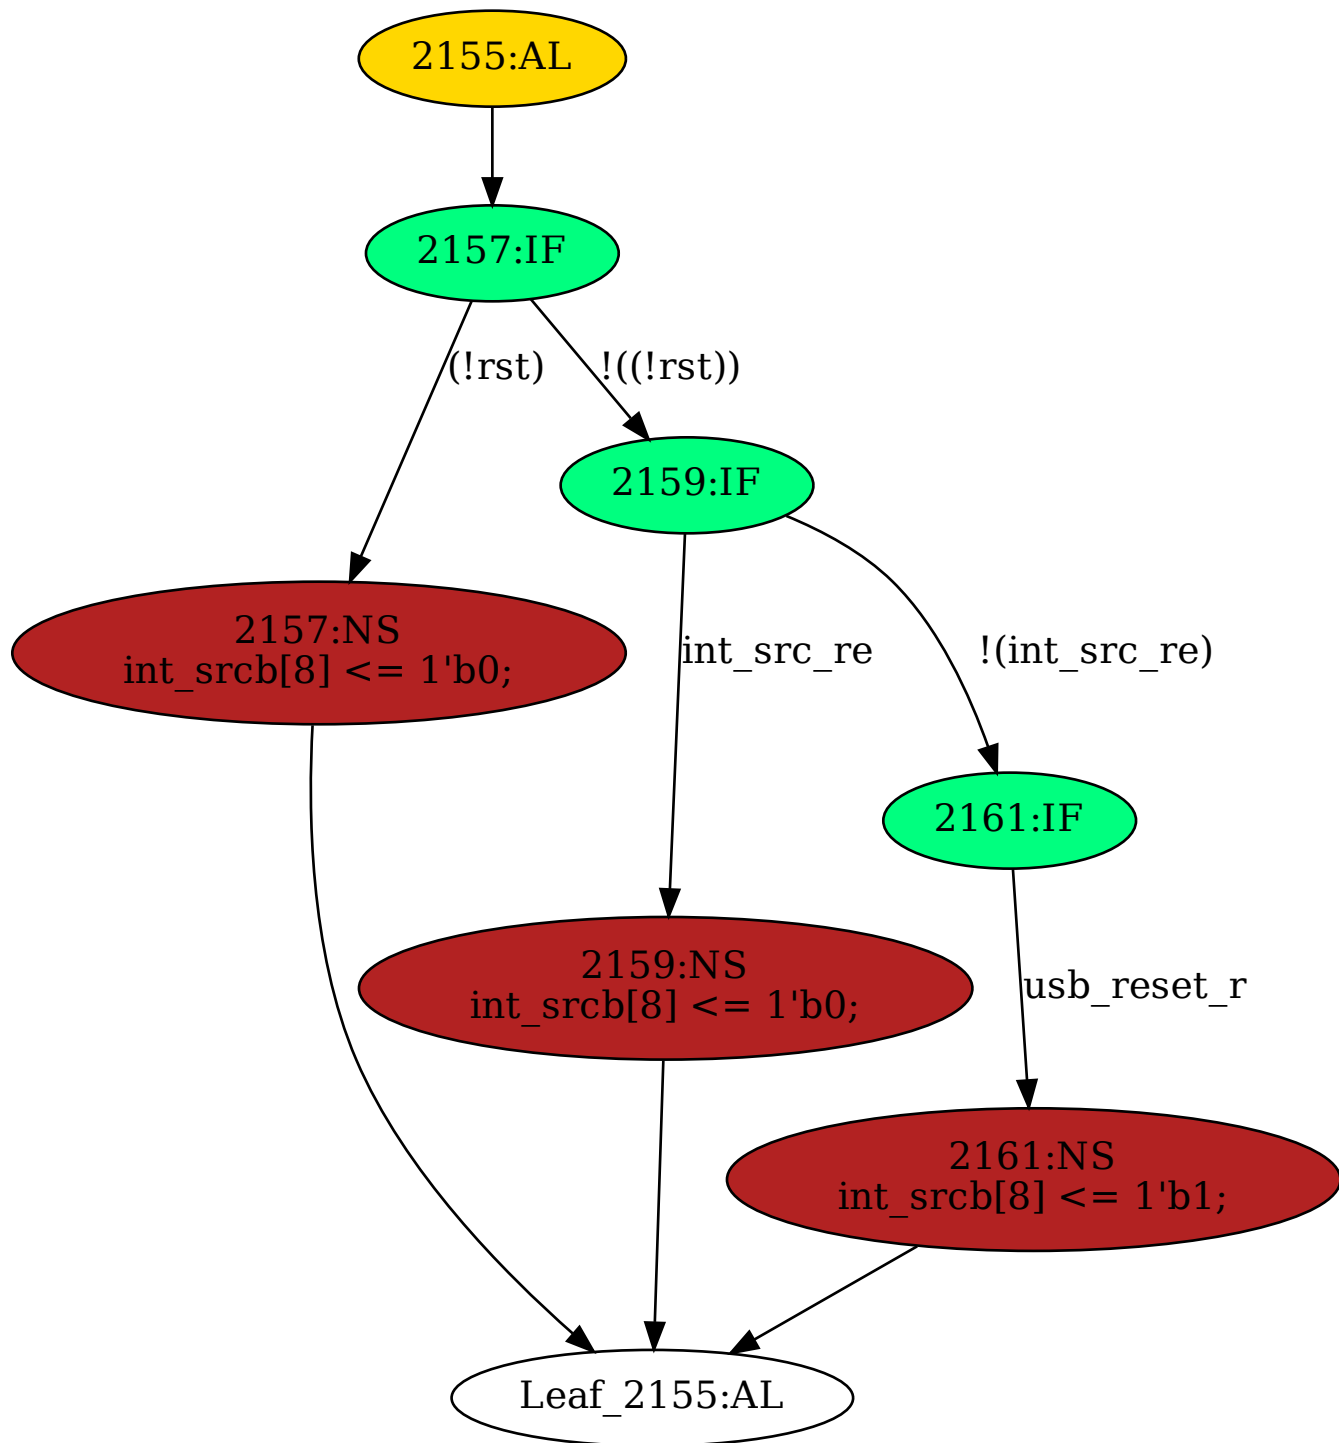 2155:AL
2157:IF
(!rst)
!((!rst))
2159:IF
2157:NS
int_srcb[8] <= 1'b0;
int_src_re
!(int_src_re)
2161:IF
2159:NS
int_srcb[8] <= 1'b0;
usb_reset_r
2161:NS
int_srcb[8] <= 1'b1;
Leaf_2155:AL